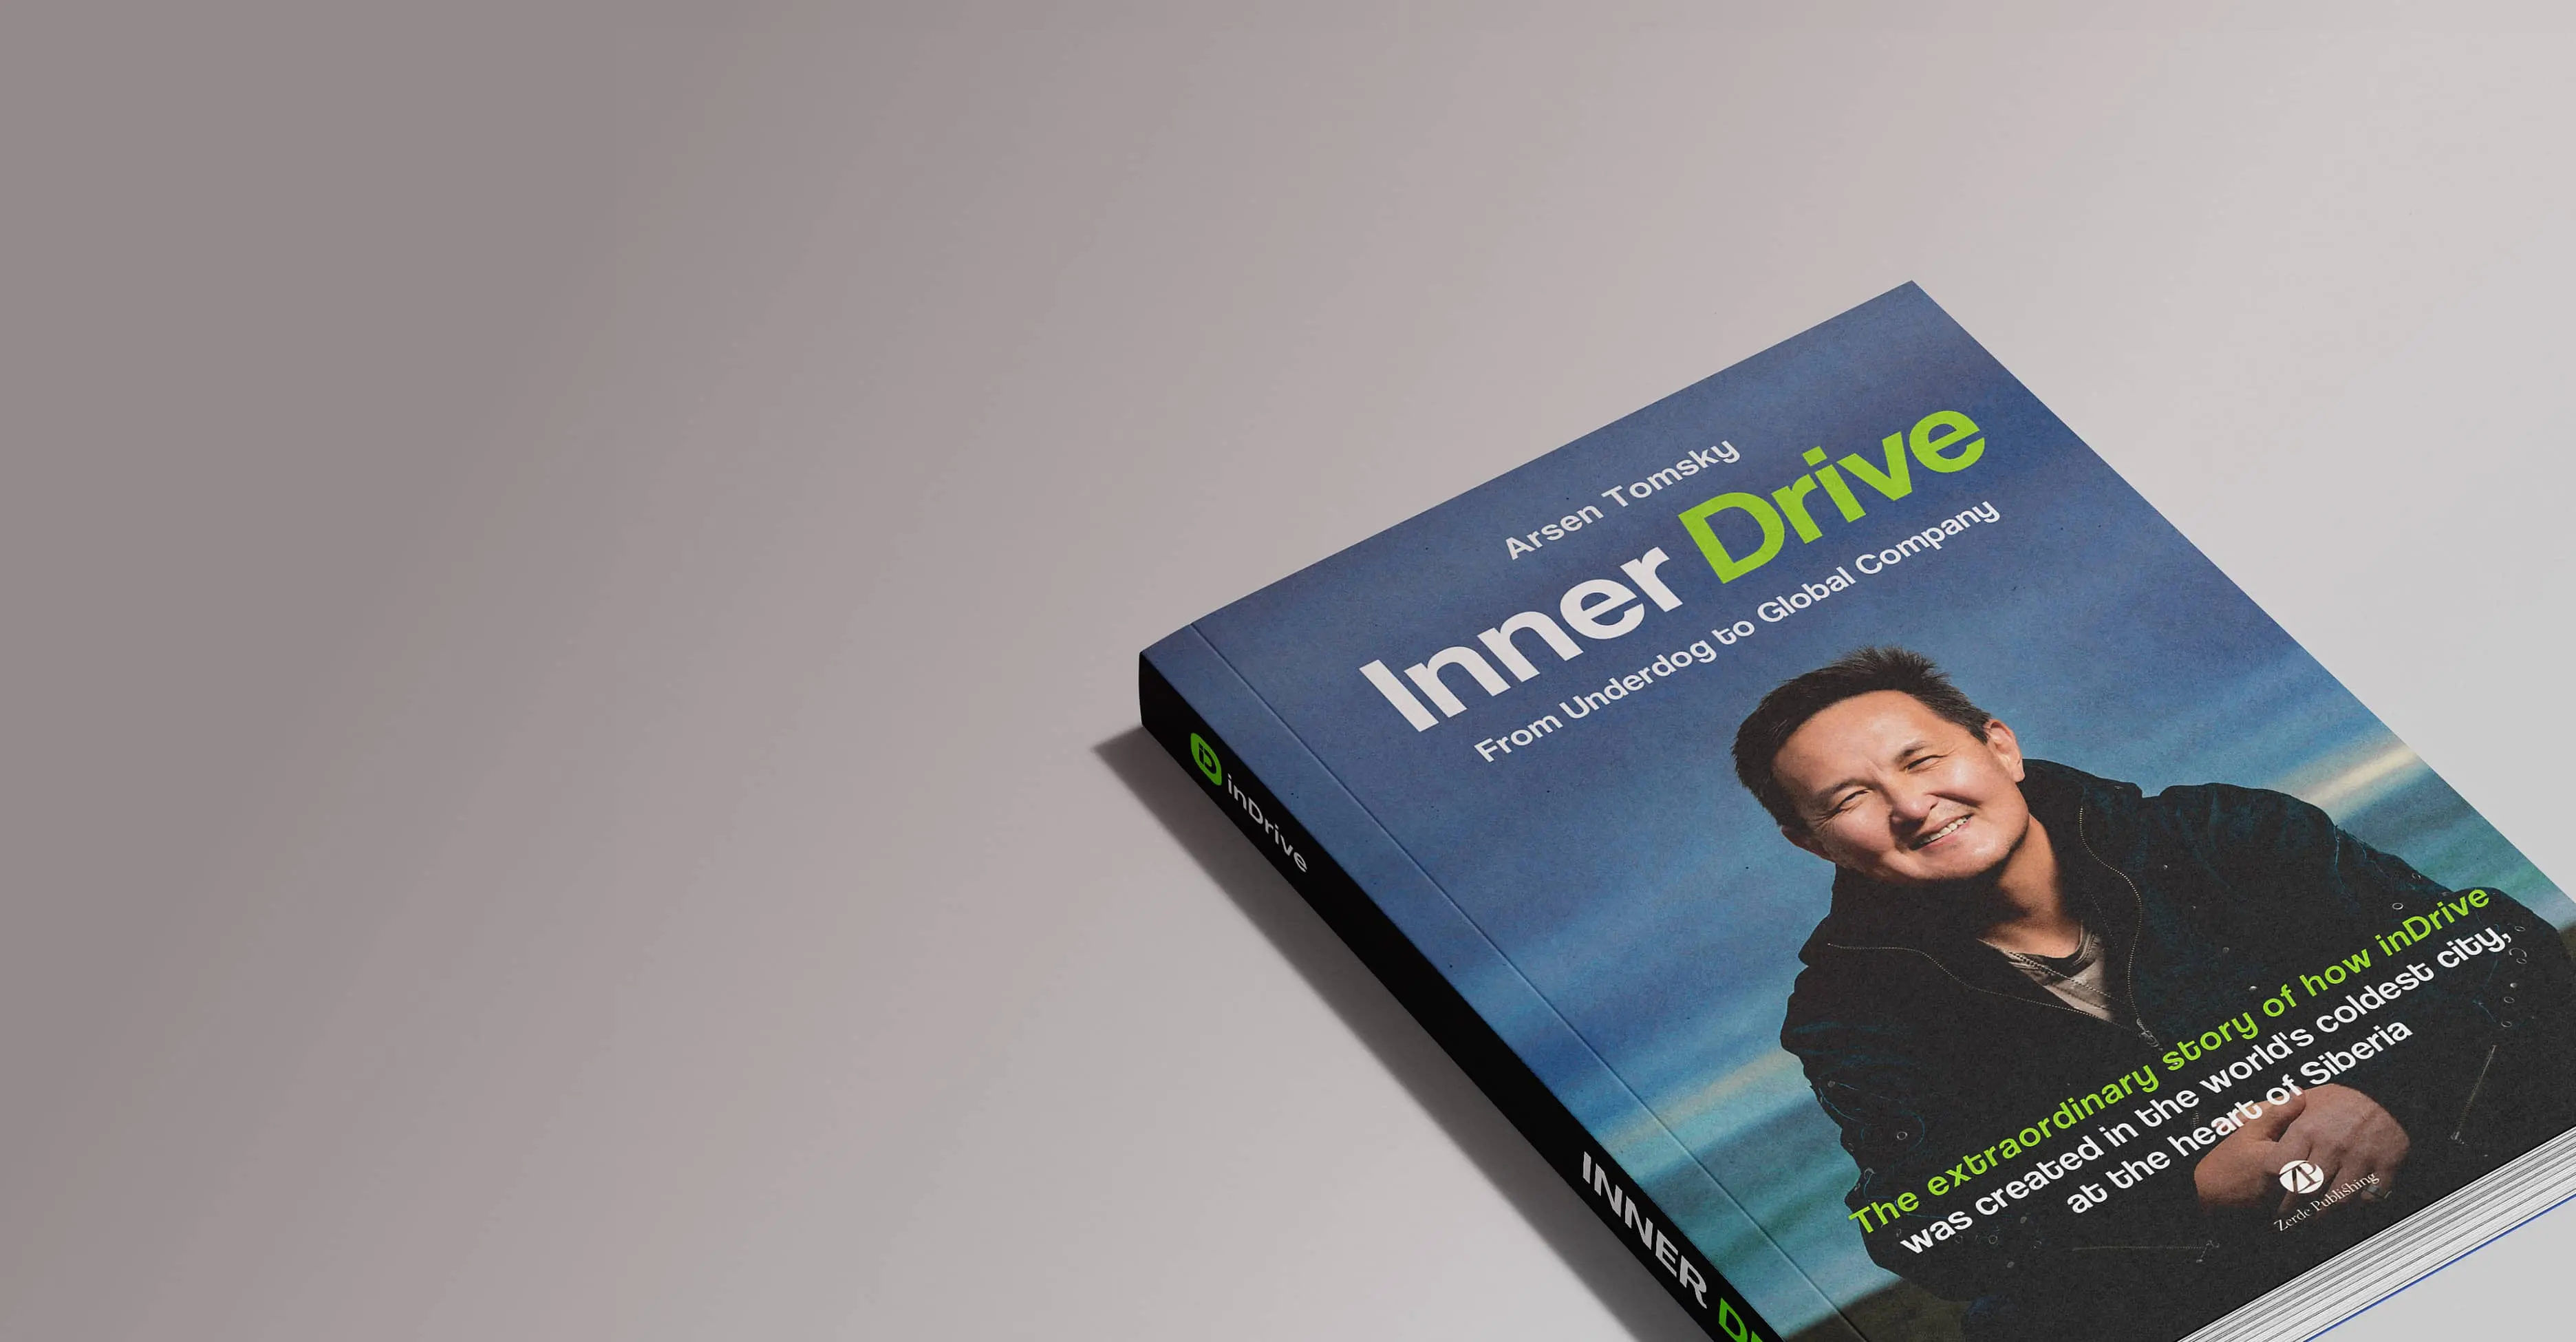 Arsen Tomsky
Inner Drive
From Underdog to Global Company
The extraordinary story of how inDrive
was created in the world's coldest city,
at the heart of Siberia
ZP
Zerde Publishing
inDrive
INNER